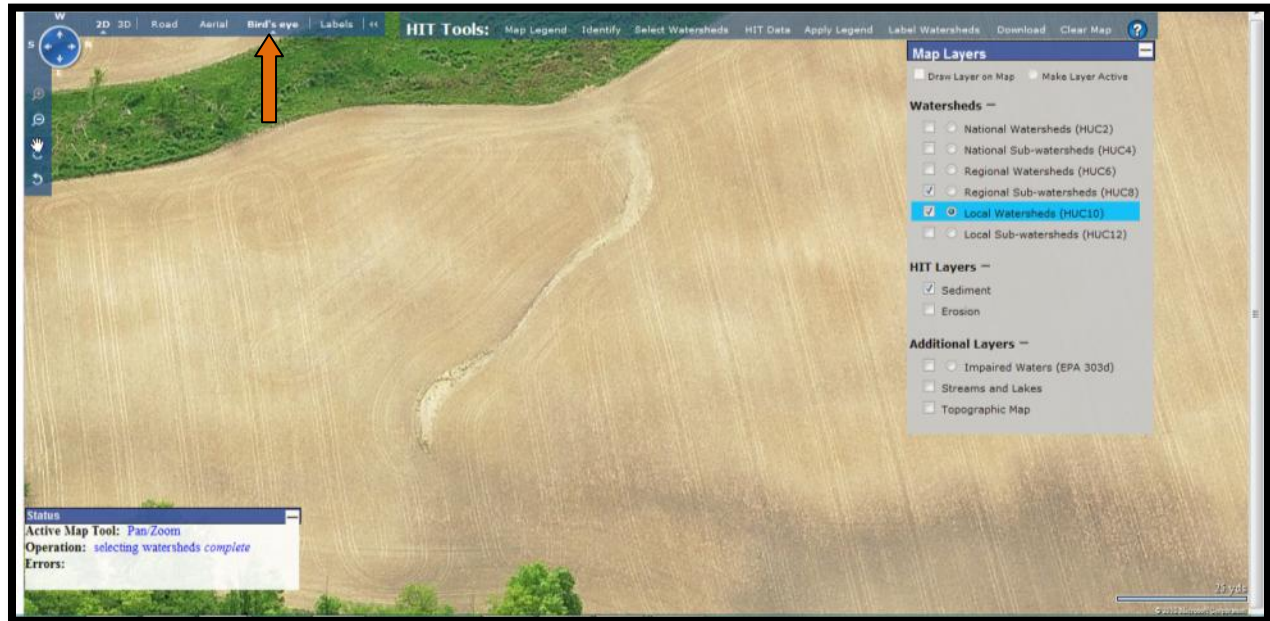 2D 3D Road Aerial Bird's eye Labels «
HIT Tools: Map Legend Identify Select Watersheds HIT Data Apply Legend Label Watersheds Download Clear Map ?
W
S N
E
Map Layers
Draw Layer on Map Make Layer Active
Watersheds −
National Watersheds (HUC2)
National Sub-watersheds (HUC4)
Regional Watersheds (HUC6)
Regional Sub-watersheds (HUC8)
Local Watersheds (HUC10)
Local Sub-watersheds (HUC12)
HIT Layers −
Sediment
Erosion
Additional Layers −
Impaired Waters (EPA 303d)
Streams and Lakes
Topographic Map
Status
Active Map Tool: Pan/Zoom
Operation: selecting watersheds complete
Errors:
25 yds
© 2010 Microsoft Corporation